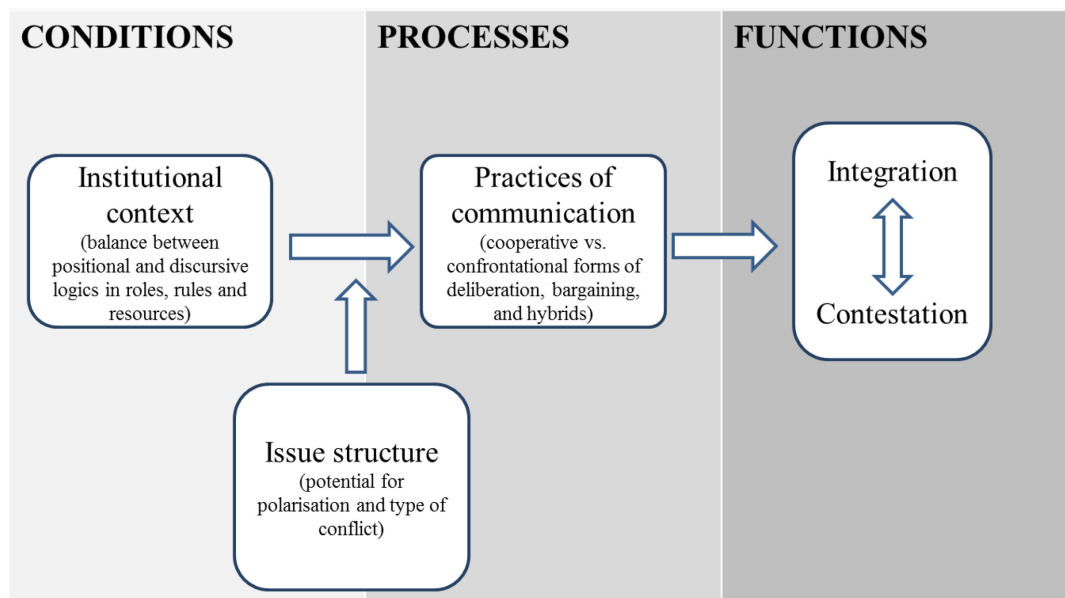 CONDITIONS
PROCESSES
FUNCTIONS
Institutional
context
(balance between
positional and discursive
logics in roles, rules and
resources)
Practices of
communication
(cooperative vs.
confrontational forms of
deliberation, bargaining,
and hybrids)
Integration
Contestation
Issue structure
(potential for
polarisation and type of
conflict)